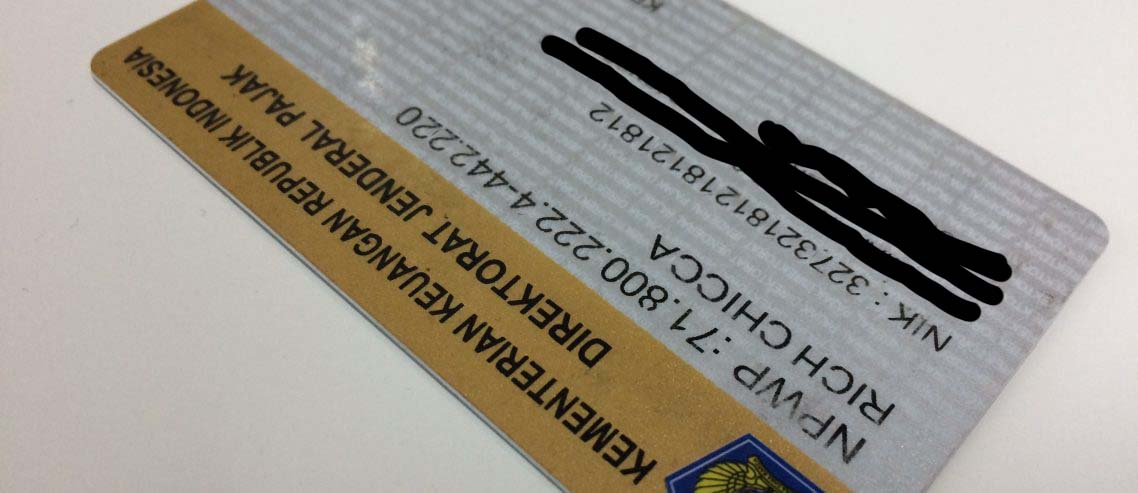 KEMENTERIAN KEUANGAN REPUBLIK INDONESIA
DIREKTORAT JENDERAL PAJAK
NPWP :71.800.222.4-442.220
RICH CHICCA
NIK : 3273218121812181812